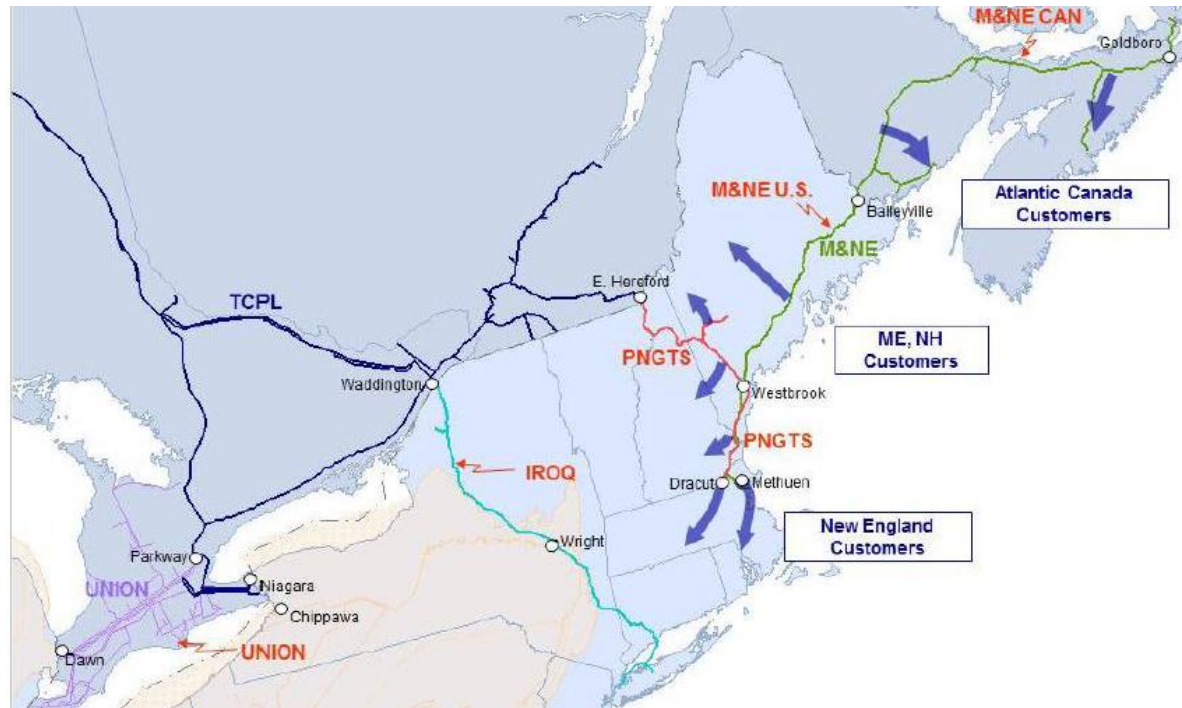 M&NE CAN
Goldboro
Atlantic Canada
Customers
M&NE U.S.
Baileyville
M&NE
E. Hereford
TCPL
ME, NH
Customers
PNGTS
Waddington
Westbrook
PNGTS
IROQ
Dracut
Methuen
New England
Customers
Wright
Parkway
UNION
Niagara
Chippawa
UNION
Dawn